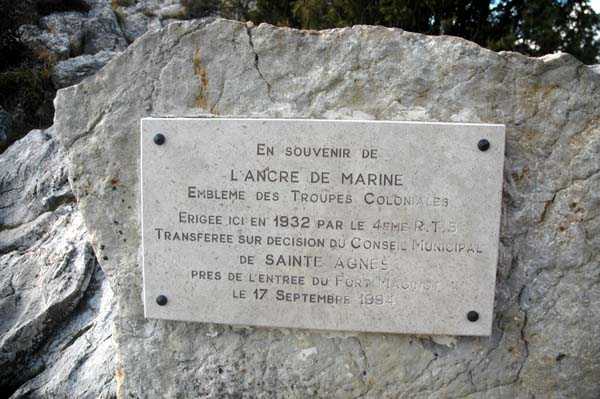 EN SOUVENIR DE
L'ANCRE DE MARINE
EMBLEME DES TROUPES COLONIALES
ERIGEE ICI EN 1932 PAR LE 4EME R.T.S
TRANSFEREE SUR DECISION DU CONSEIL MUNICIPAL
DE SAINTE AGNES
PRES DE L'ENTREE DU FORT MAGINOT
LE 17 SEPTEMBRE 1994